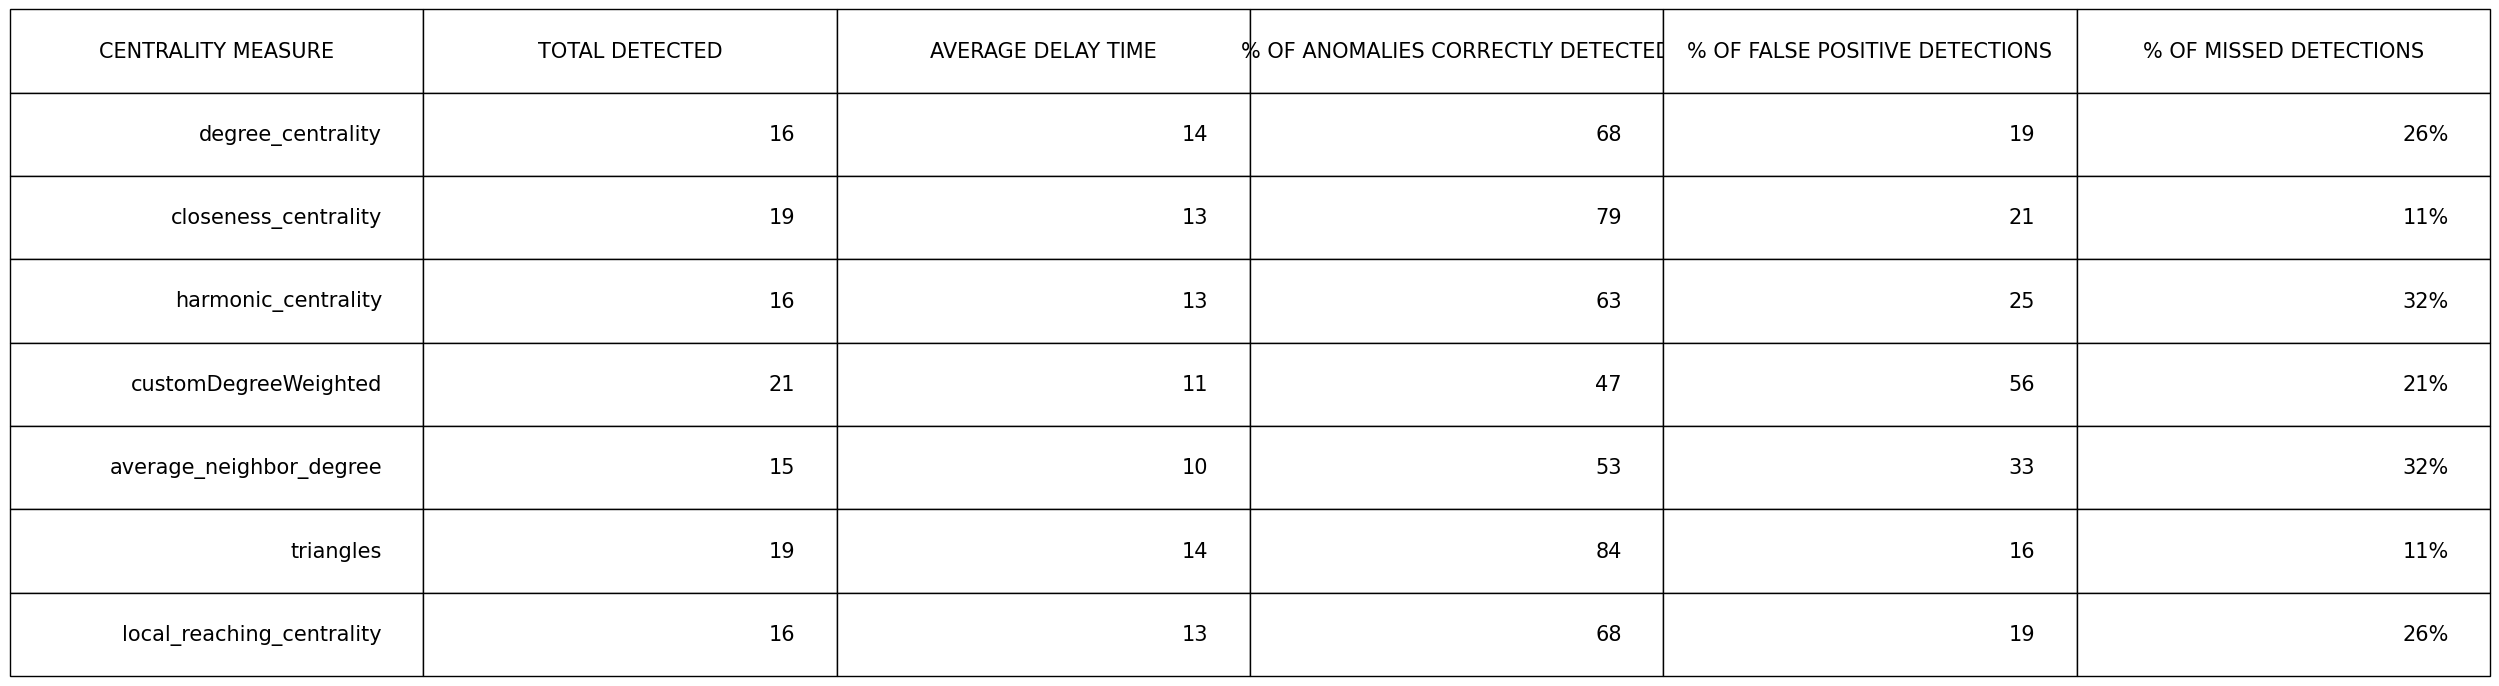 CENTRALITY MEASURE TOTAL DETECTED AVERAGE DELAY TIME % OF ANOMALIES CORRECTLY DETECTED % OF FALSE POSITIVE DETECTIONS % OF MISSED DETECTIONS
degree_centrality 16 14 68 19 26%
closeness_centrality 19 13 79 21 11%
harmonic_centrality 16 13 63 25 32%
customDegreeWeighted 21 11 47 56 21%
average_neighbor_degree 15 10 53 33 32%
triangles 19 14 84 16 11%
local_reaching_centrality 16 13 68 19 26%